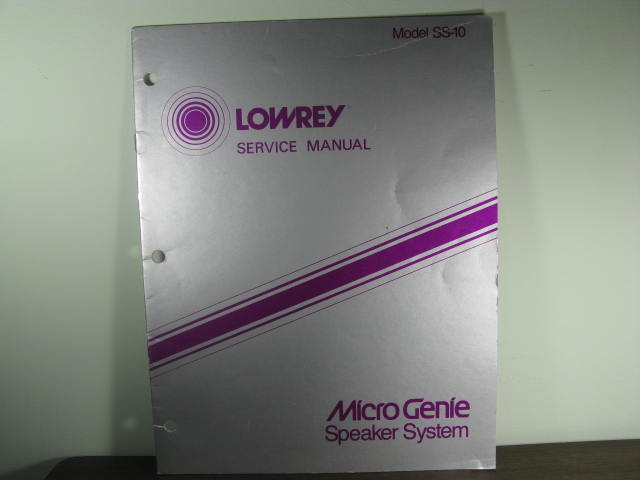 Model SS-10
LOWREY
SERVICE MANUAL
Micro Genie
Speaker System